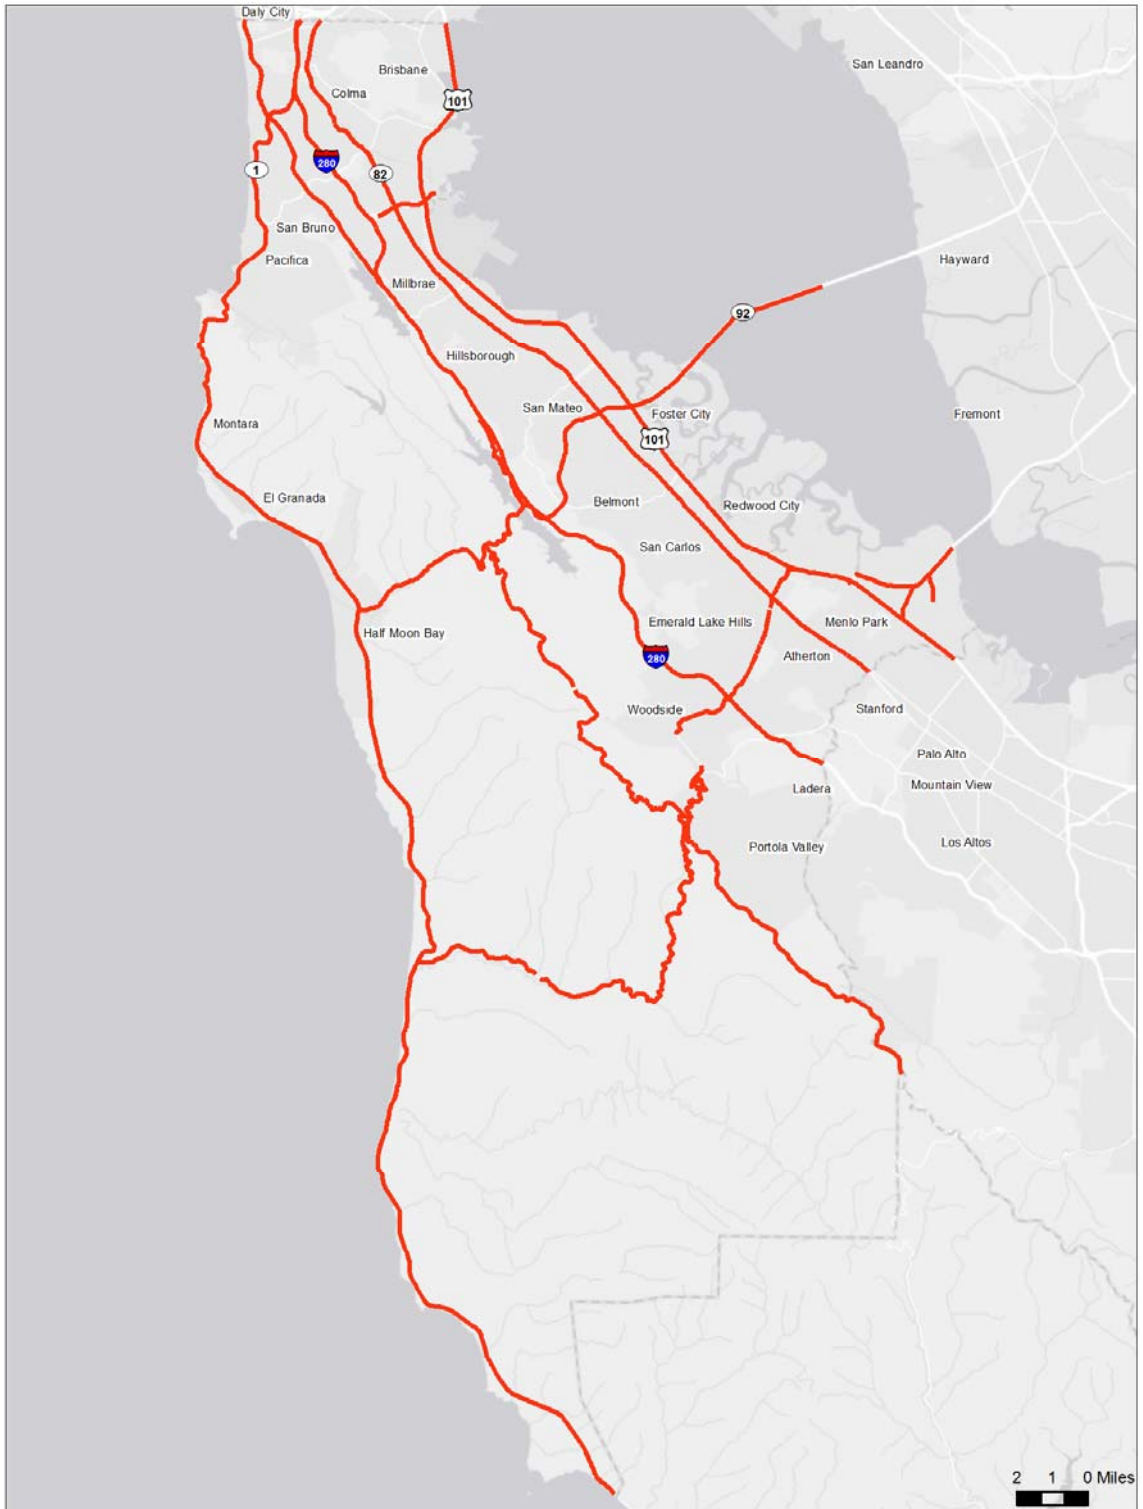 Daly City
San Leandro
Brisbane
Colma
101
280
1
82
San Bruno
Pacifica
Hayward
Millbrae
92
Hillsborough
San Mateo
Foster City
Fremont
Montara
101
El Granada
Belmont
Redwood City
San Carlos
Emerald Lake Hills
Menlo Park
Half Moon Bay
280
Atherton
Woodside
Stanford
Palo Alto
Ladera
Mountain View
Portola Valley
Los Altos
2 1 0 Miles